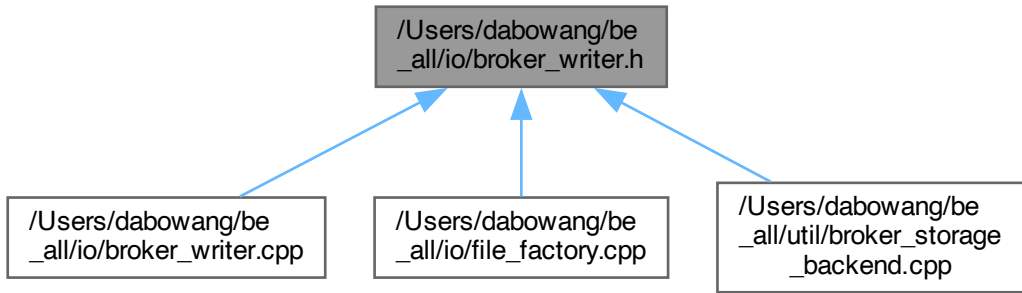 /Users/dabowang/be
_all/io/broker_writer.h
/Users/dabowang/be
_all/io/broker_writer.cpp
/Users/dabowang/be
_all/io/file_factory.cpp
/Users/dabowang/be
_all/util/broker_storage
_backend.cpp